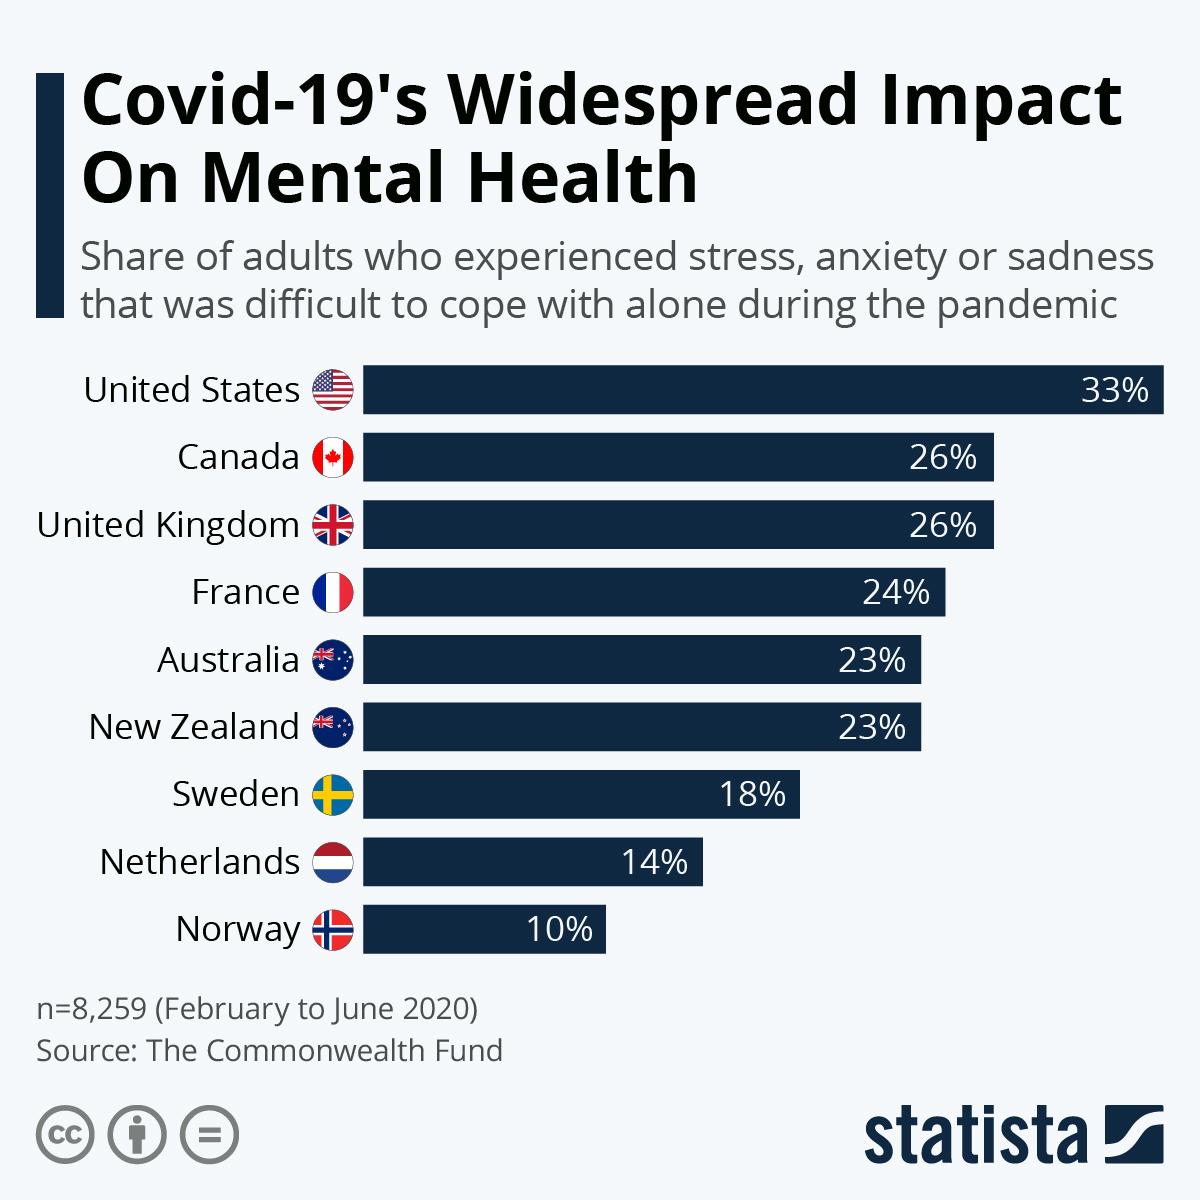 Covid-19's Widespread Impact
On Mental Health
Share of adults who experienced stress, anxiety or sadness
that was difficult to cope with alone during the pandemic
United States 33%
Canada 26%
United Kingdom 26%
France 24%
Australia 23%
New Zealand 23%
Sweden 18%
Netherlands 14%
Norway 10%
n=8,259 (February to June 2020)
Source: The Commonwealth Fund
cc = statista